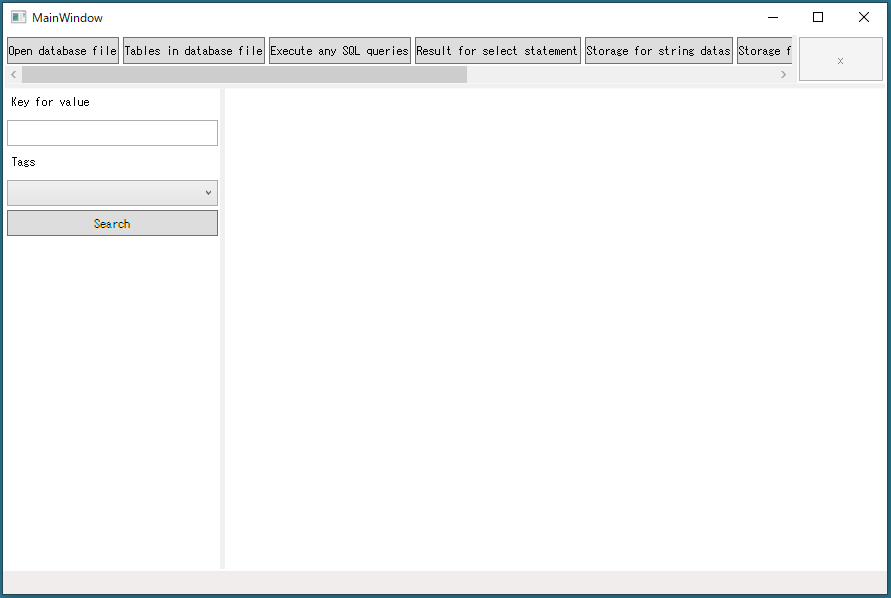 MainWindow
Open database file Tables in database file Execute any SQL queries Result for select statement Storage for string datas Storage f
x
Key for value
Tags
Search